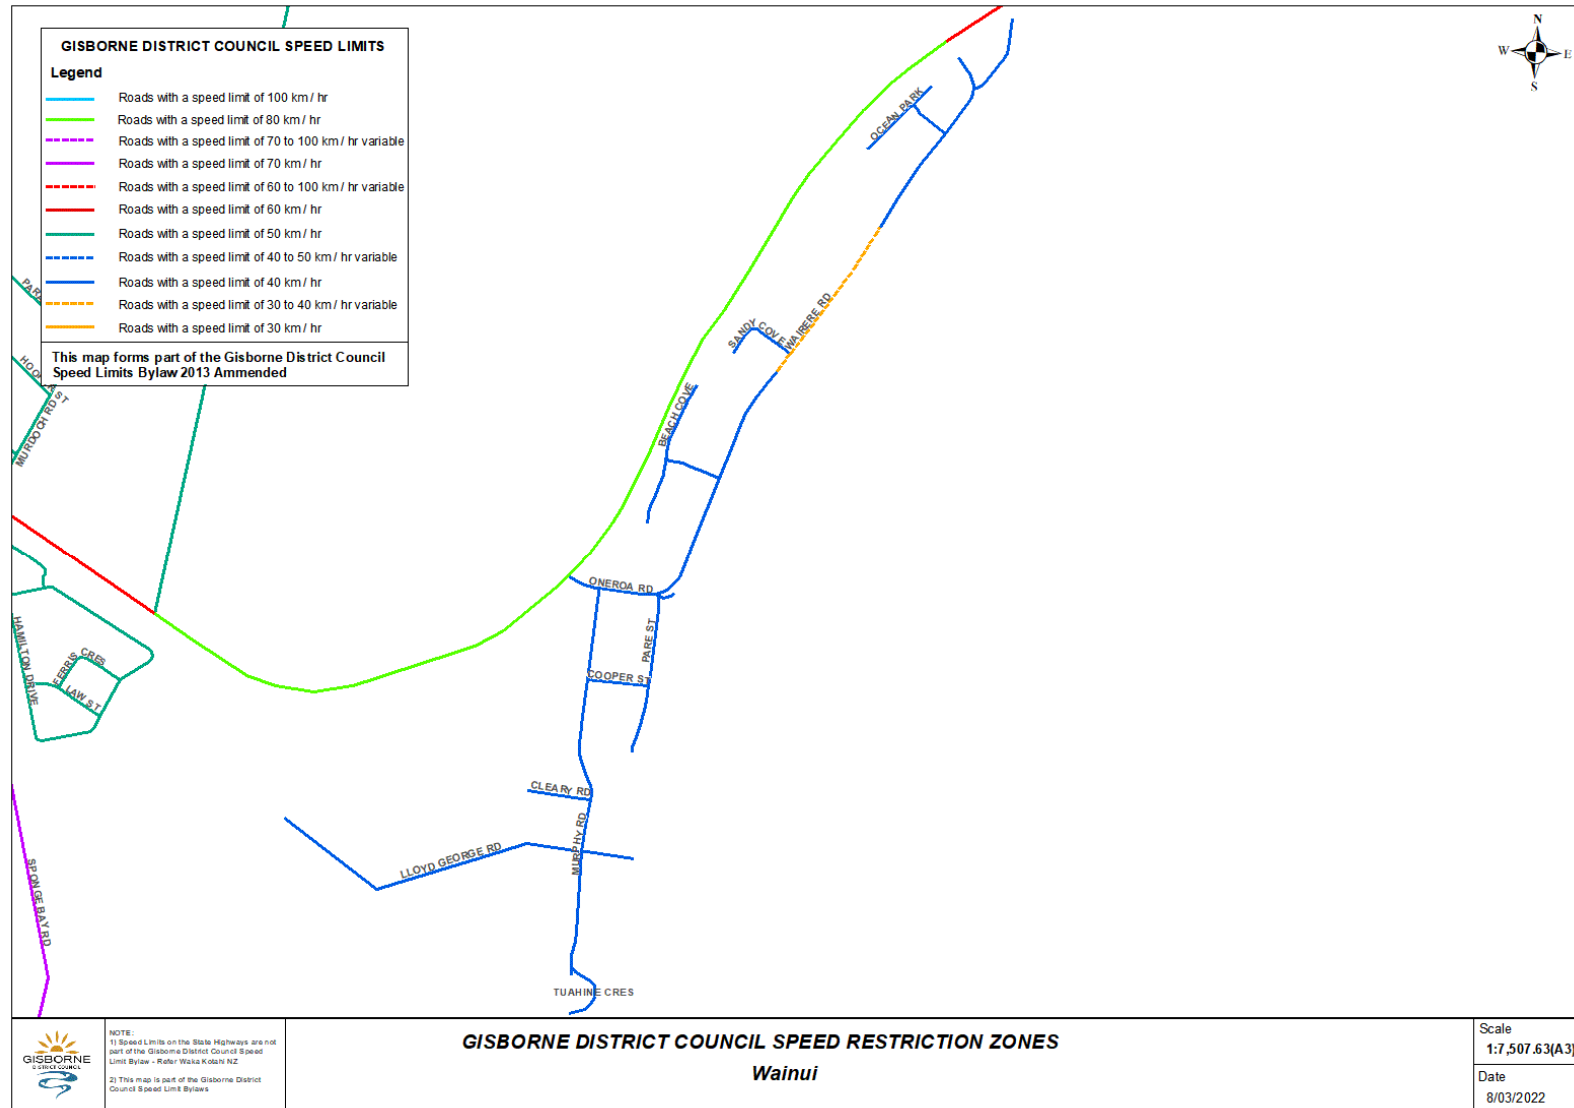 GISBORNE DISTRICT COUNCIL SPEED LIMITS
Legend
Roads with a speed limit of 100 km / hr
Roads with a speed limit of 80 km / hr
Roads with a speed limit of 70 to 100 km / hr variable
Roads with a speed limit of 70 km / hr
Roads with a speed limit of 60 to 100 km / hr variable
Roads with a speed limit of 60 km / hr
Roads with a speed limit of 50 km / hr
Roads with a speed limit of 40 to 50 km / hr variable
Roads with a speed limit of 40 km / hr
Roads with a speed limit of 30 to 40 km / hr variable
Roads with a speed limit of 30 km / hr
This map forms part of the Gisborne District Council
Speed Limits Bylaw 2013 Ammended
N
W
E
S
OCEAN PARK
WAIRERE RD
SANDY COVE
BEACH COVE
MURDOCH RD
ST
ONEROA RD
PARE ST
COOPER ST
HAMILTON DRIVE
FERRIS CRES
LAW ST
CLEARY RD
MURPHY RD
LLOYD GEORGE RD
SPONGE BAY RD
TUAHINE CRES
GISBORNE
DISTRICT COUNCIL
NOTE:
1) Speed Limits on the State Highways are not
part of the Gisborne District Council Speed
Limit Bylaw - Refer Waka Kotahi NZ
2) This map is part of the Gisborne District
Council Speed Limit Bylaws
GISBORNE DISTRICT COUNCIL SPEED RESTRICTION ZONES
Wainui
Scale
1:7,507.63(A3)
Date
8/03/2022